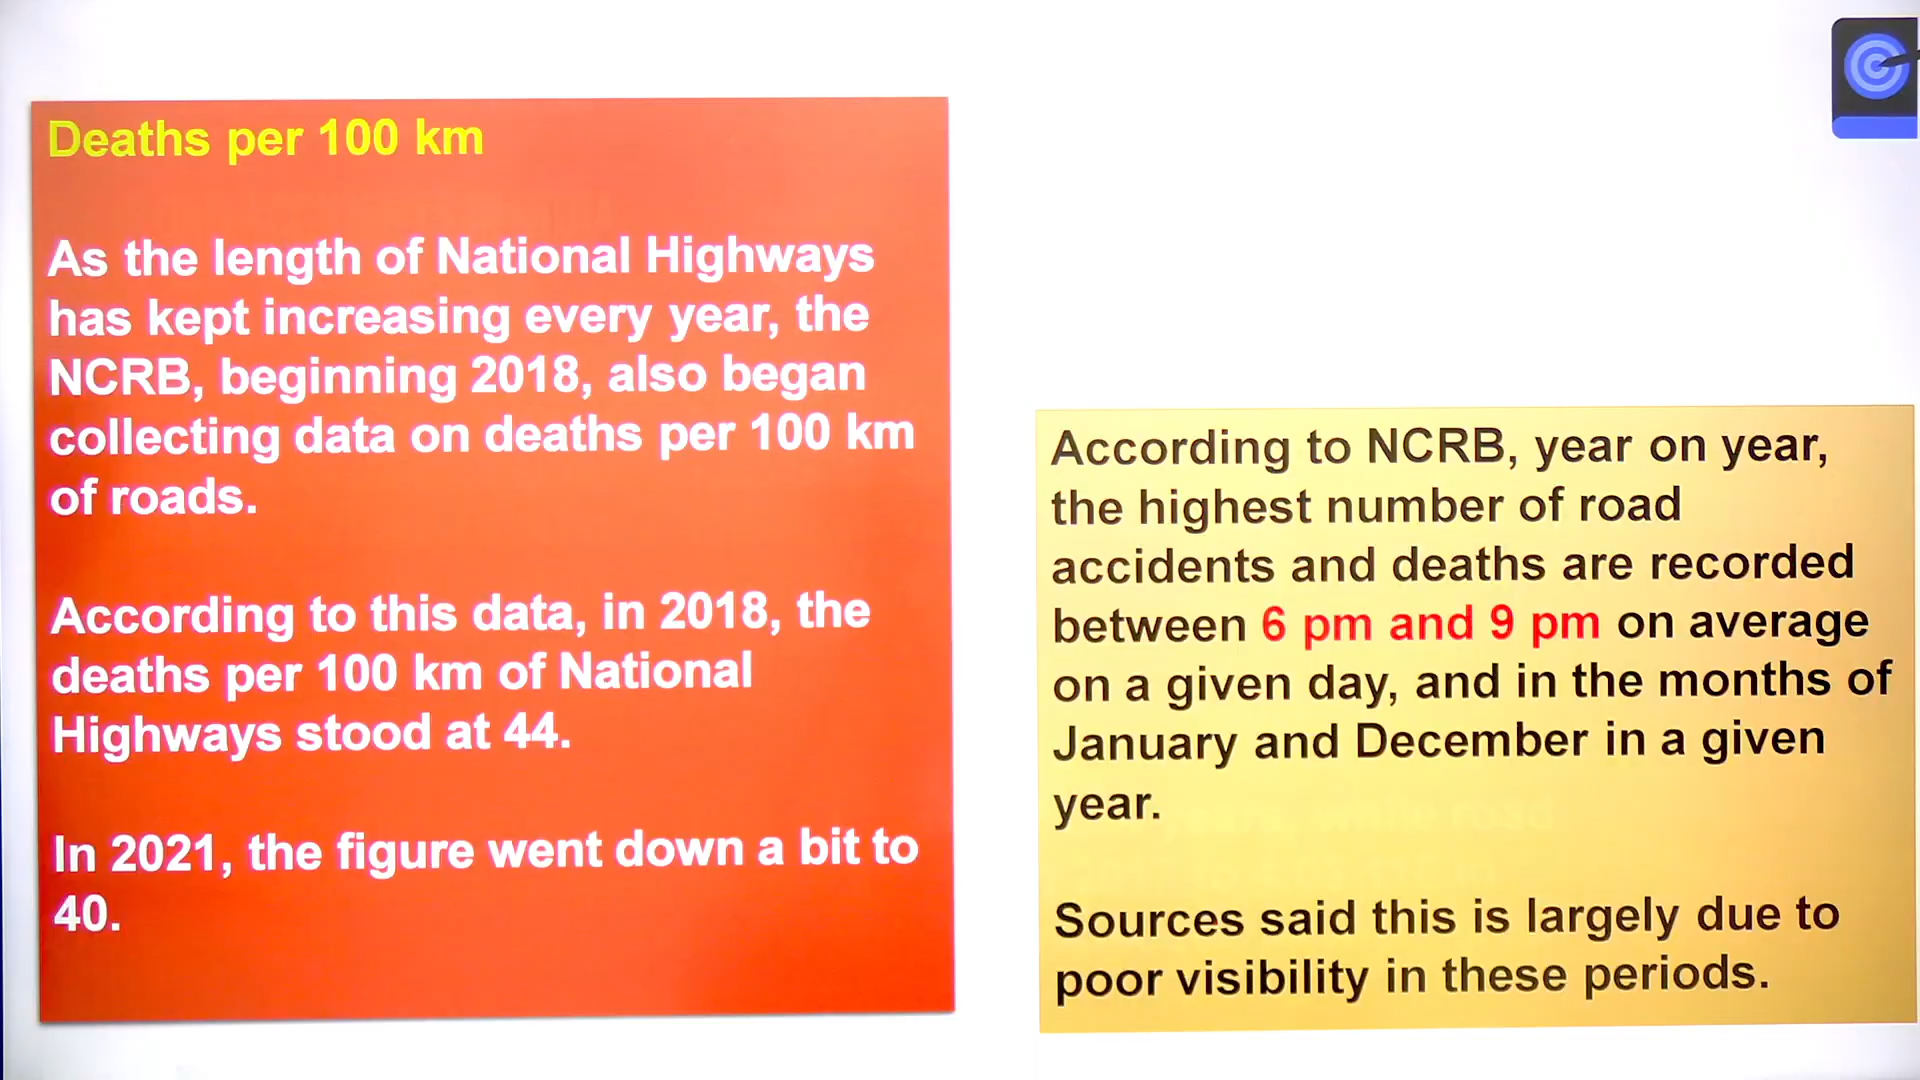 Deaths per 100 km
As the length of National Highways
has kept increasing every year, the
NCRB, beginning 2018, also began
collecting data on deaths per 100 km
of roads.
According to this data, in 2018, the
deaths per 100 km of National
Highways stood at 44.
In 2021, the figure went down a bit to
40.
According to NCRB, year on year,
the highest number of road
accidents and deaths are recorded
between 6 pm and 9 pm on average
on a given day, and in the months of
January and December in a given
year.
Sources said this is largely due to
poor visibility in these periods.